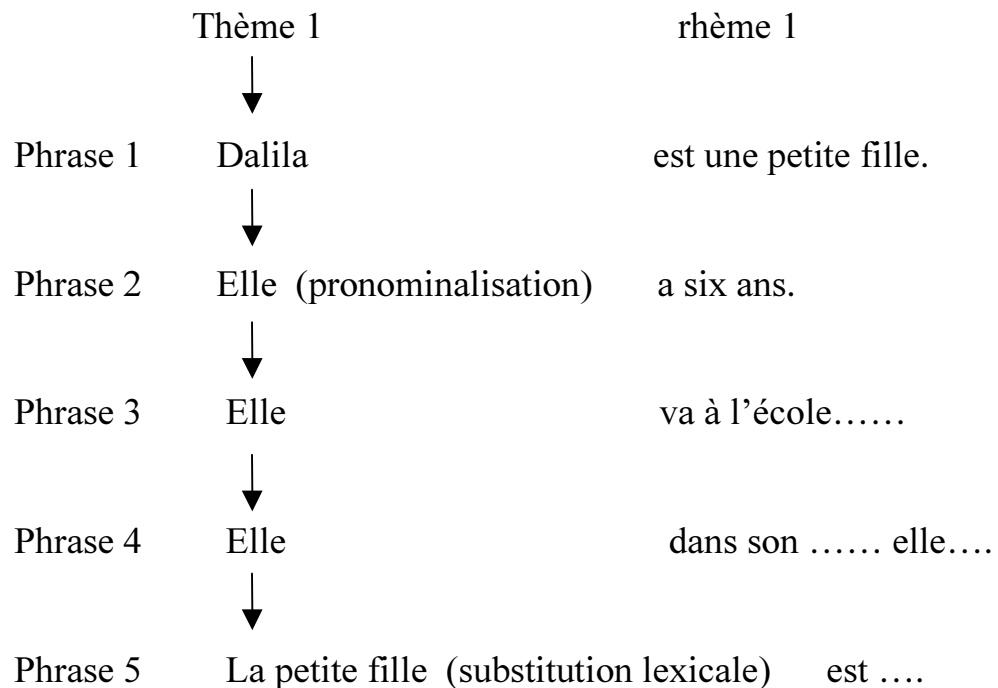 Thème 1 rhème 1
Phrase 1 Dalila est une petite fille.
Phrase 2 Elle (pronominalisation) a six ans.
Phrase 3 Elle va à l’école……
Phrase 4 Elle dans son …… elle….
Phrase 5 La petite fille (substitution lexicale) est ….